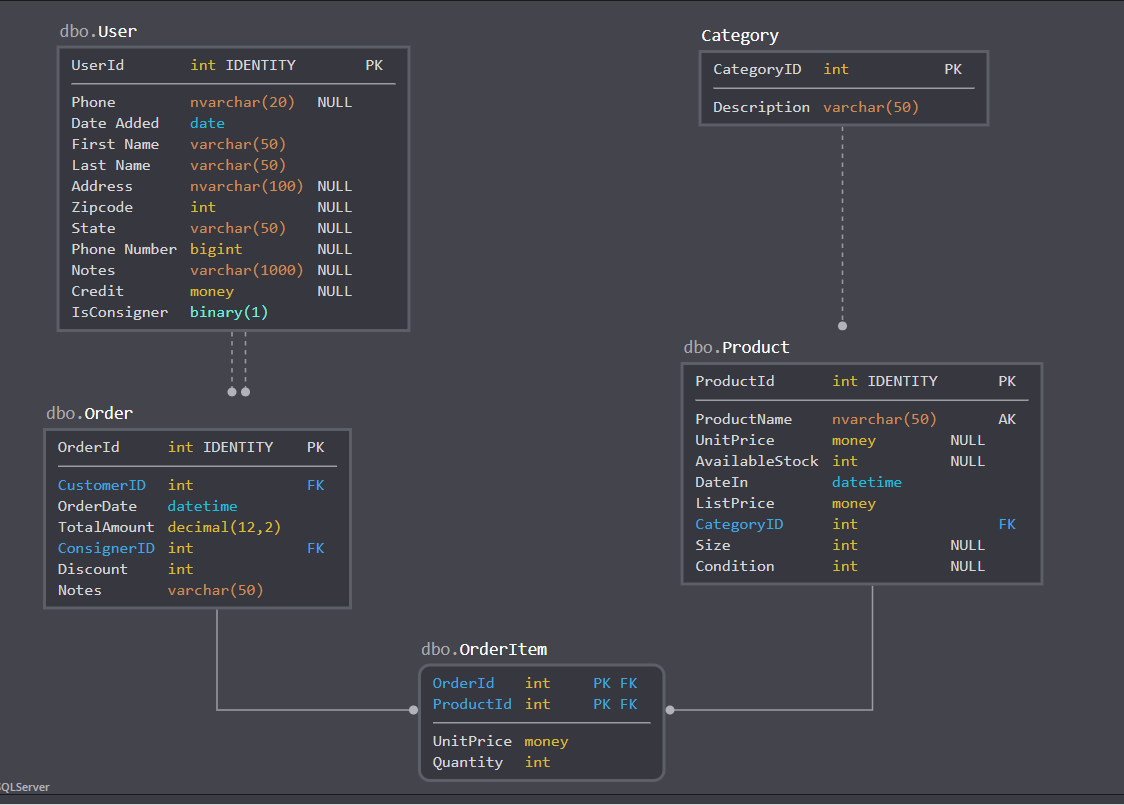 dbo.User
UserId int IDENTITY PK
Phone nvarchar(20) NULL
Date Added date
First Name varchar(50)
Last Name varchar(50)
Address nvarchar(100) NULL
Zipcode int NULL
State varchar(50) NULL
Phone Number bigint NULL
Notes varchar(1000) NULL
Credit money NULL
IsConsigner binary(1)
Category
CategoryID int PK
Description varchar(50)
dbo.Order
OrderId int IDENTITY PK
CustomerID int FK
OrderDate datetime
TotalAmount decimal(12,2)
ConsignerID int FK
Discount int
Notes varchar(50)
dbo.Product
ProductId int IDENTITY PK
ProductName nvarchar(50) AK
UnitPrice money NULL
AvailableStock int NULL
DateIn datetime
ListPrice money
CategoryID int FK
Size int NULL
Condition int NULL
dbo.OrderItem
OrderId int PK FK
ProductId int PK FK
UnitPrice money
Quantity int
SQLServer